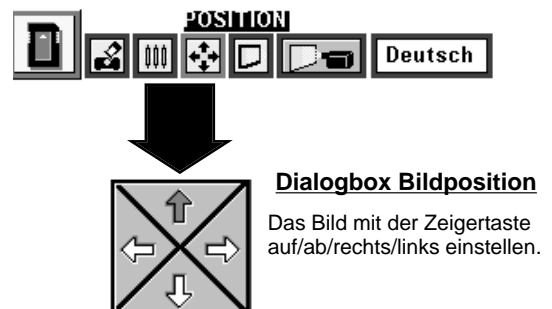 POSITION
Deutsch
Dialogbox Bildposition
Das Bild mit der Zeigertaste
auf/ab/rechts/links einstellen.